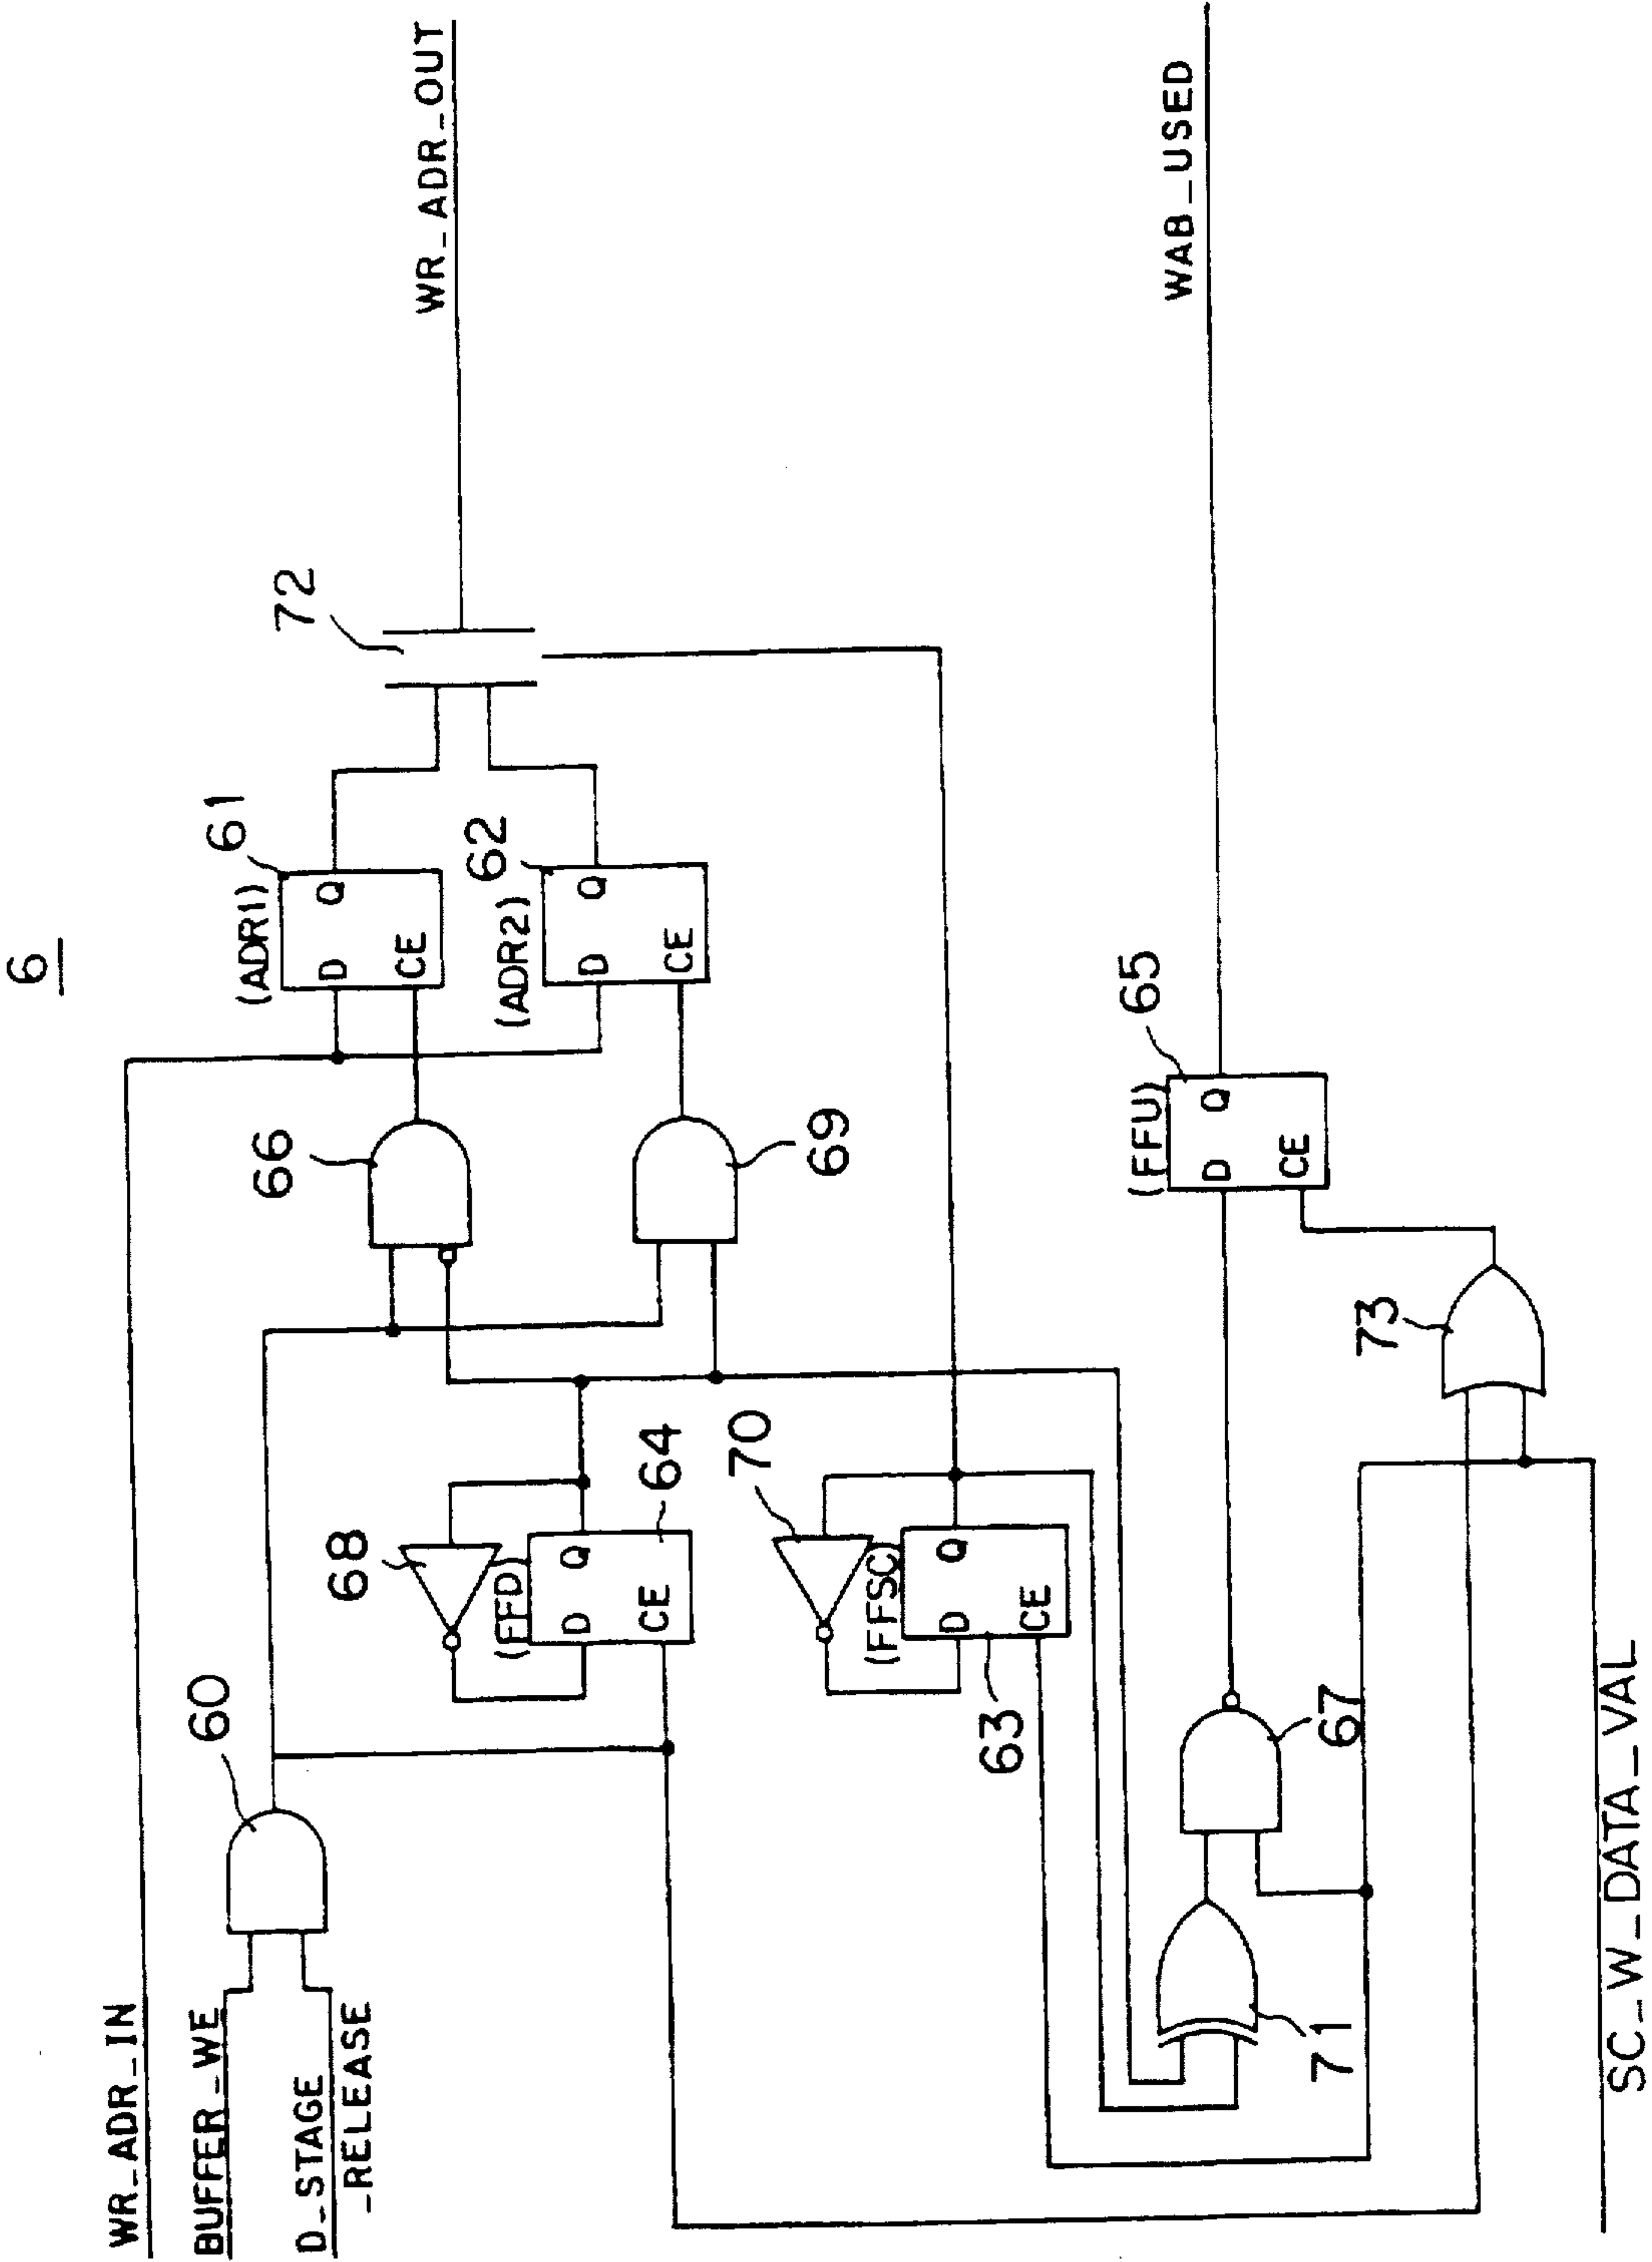 6
WR_ADR_IN
BUFFER_WE
D_STAGE
_RELEASE
60
66
61
(ADR1)
D
Q
CE
72
WR_ADR_OUT
62
(ADR2)
D
Q
CE
69
68
(FFD)
D
Q
CE
64
70
(FFSC)
D
Q
CE
63
65
(FFU)
D
Q
CE
WAB_USED
71
67
73
SC_W_DATA_VAL